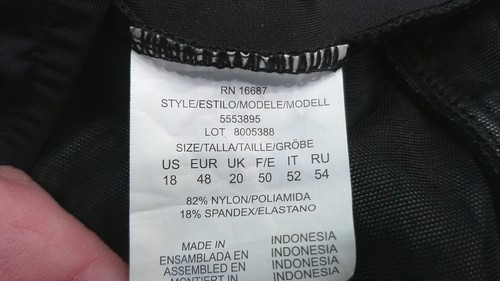 RN 16687
STYLE/ESTILO/MODELE/MODELL
5553895
LOT 8005388
SIZE/TALLA/TAILLE/GRÖBE
US EUR UK F/E IT RU
18 48 20 50 52 54
82% NYLON/POLIAMIDA
18% SPANDEX/ELASTANO
MADE IN INDONESIA
ENSAMBLADA EN INDONESIA
ASSEMBLED EN INDONESIA
MONTIERT IN INDONESIA